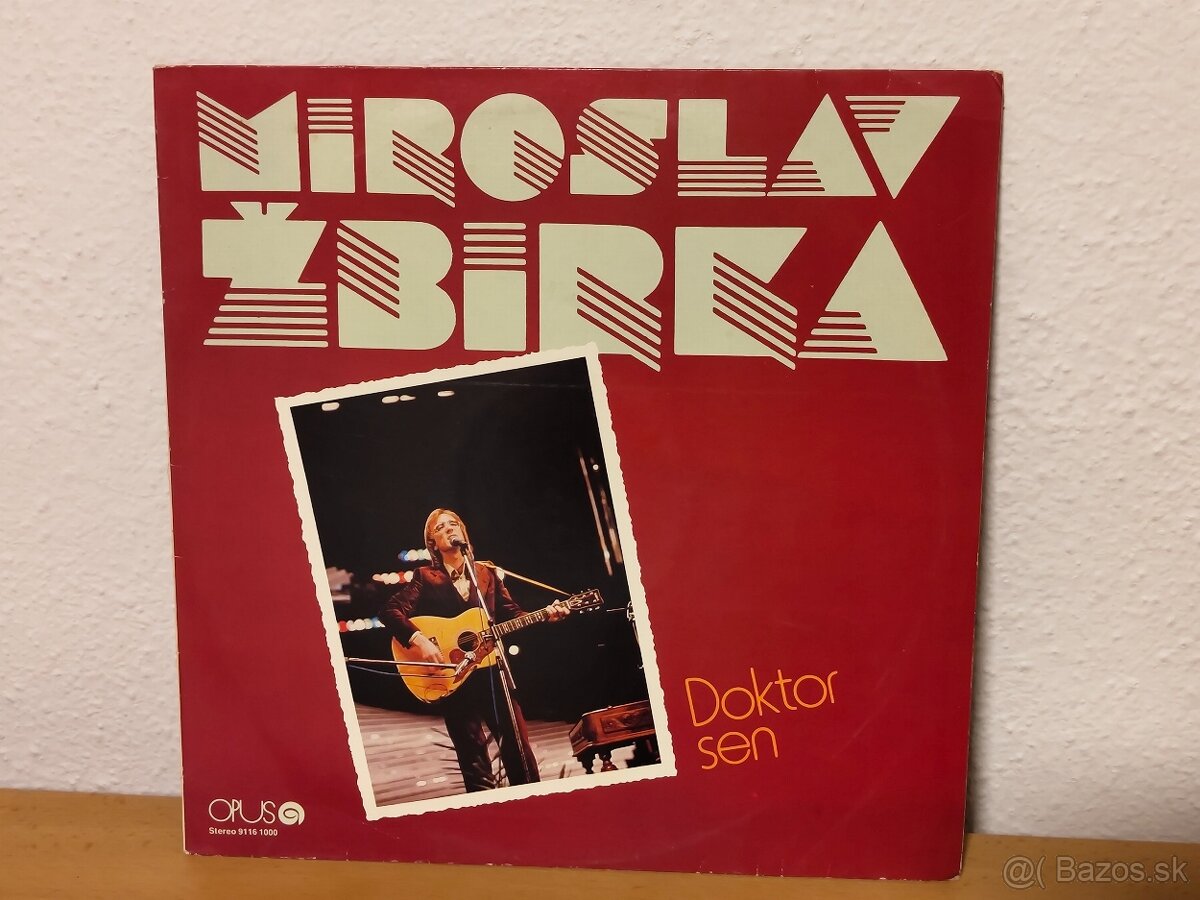 MiROSLAV
ŽBiRKA
Doktor
sen
OPUS
Stereo 9116 1000
@( Bazos.sk